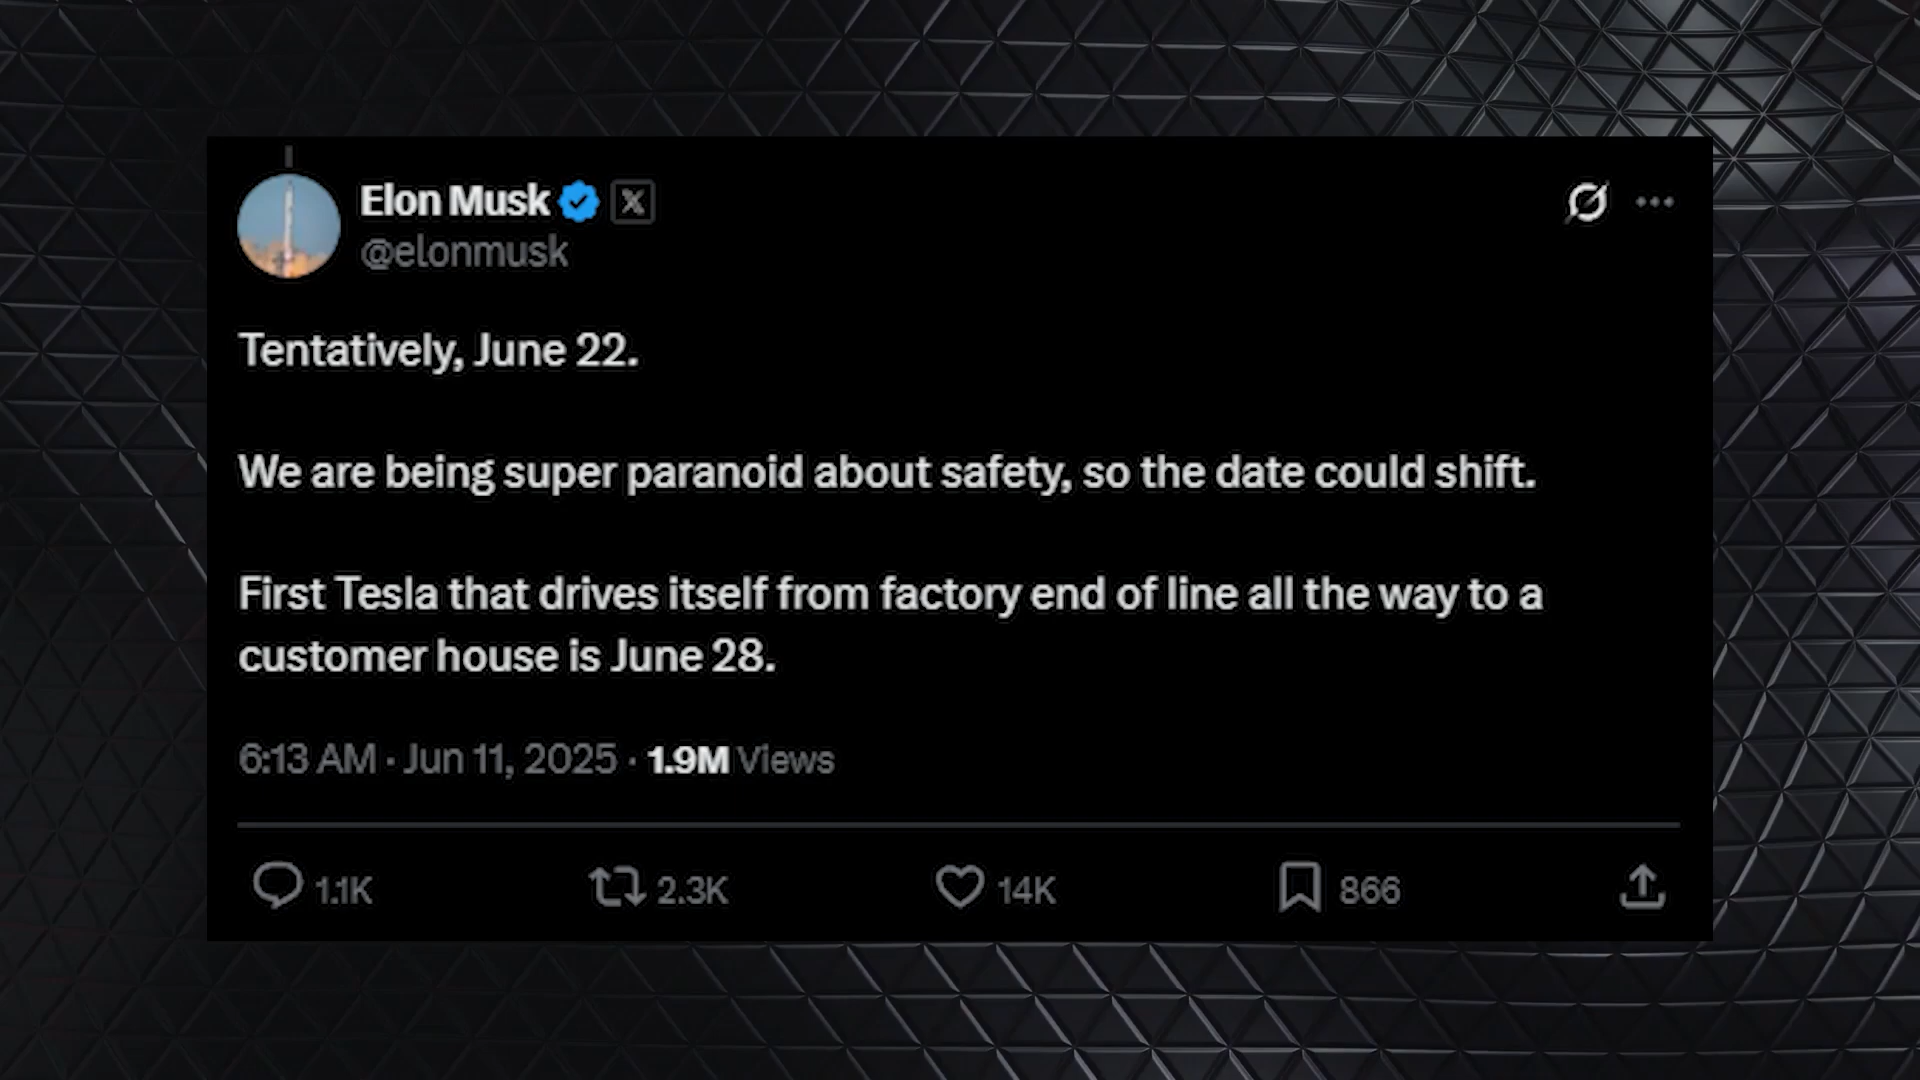 Elon Musk
@elonmusk
Tentatively, June 22.
We are being super paranoid about safety, so the date could shift.
First Tesla that drives itself from factory end of line all the way to a
customer house is June 28.
6:13 AM · Jun 11, 2025 · 1.9M Views
1.1K 2.3K 14K 866